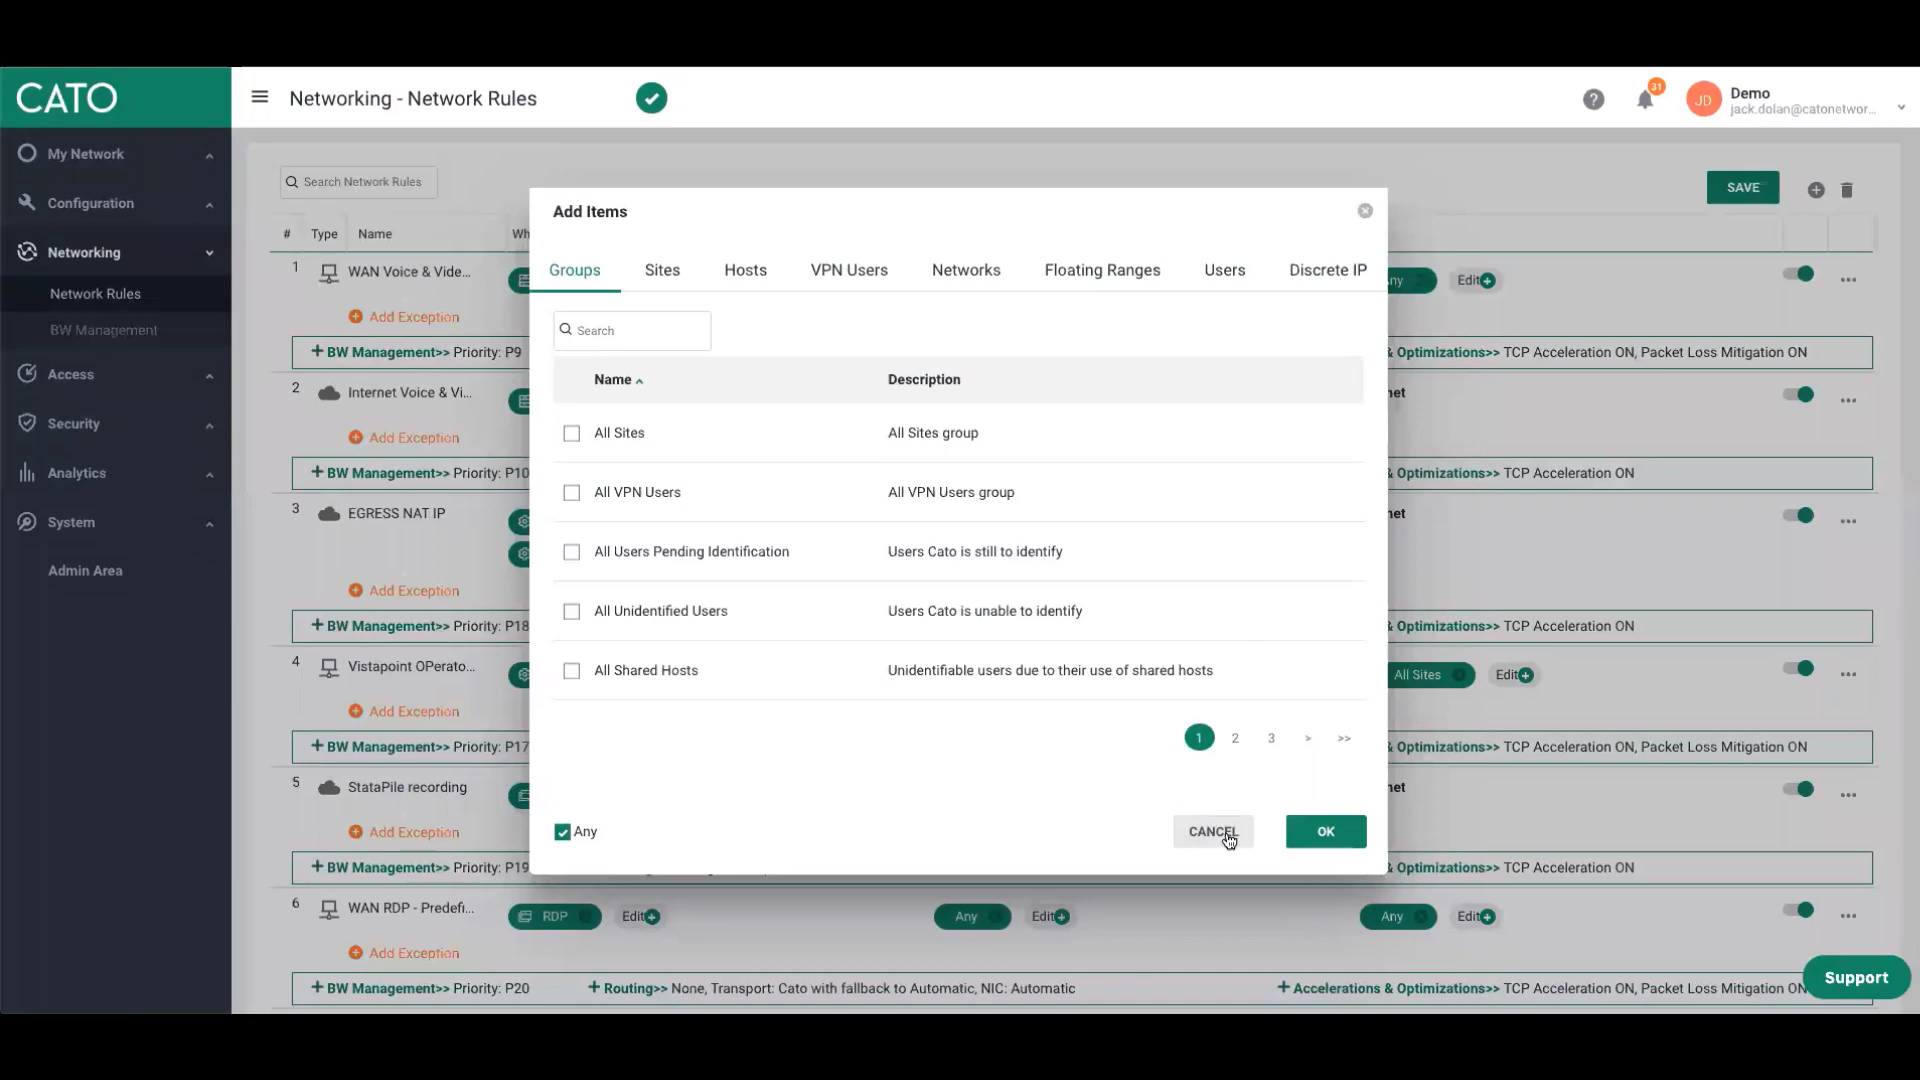 CATO
Networking - Network Rules
?
31
JD
Demo
jack.dolan@catonetwor...
My Network
Configuration
Networking
Network Rules
BW Management
Access
Security
Analytics
System
Admin Area
Search Network Rules
SAVE
# Type Name Wh
1 WAN Voice & Vide...
ny Edit
Add Exception
+ BW Management>> Priority: P9
& Optimizations>> TCP Acceleration ON, Packet Loss Mitigation ON
2 Internet Voice & Vi...
net
Add Exception
+ BW Management>> Priority: P10
& Optimizations>> TCP Acceleration ON
3 EGRESS NAT IP
net
Add Exception
+ BW Management>> Priority: P18
& Optimizations>> TCP Acceleration ON
4 Vistapoint OPerato...
All Sites Edit
Add Exception
+ BW Management>> Priority: P17
& Optimizations>> TCP Acceleration ON, Packet Loss Mitigation ON
5 StataPile recording
net
Add Exception
+ BW Management>> Priority: P19
& Optimizations>> TCP Acceleration ON
6 WAN RDP - Predefi... RDP Edit Any Edit Any Edit
Add Exception
+ BW Management>> Priority: P20 + Routing>> None, Transport: Cato with fallback to Automatic, NIC: Automatic + Accelerations & Optimizations>> TCP Acceleration ON, Packet Loss Mitigation ON
Add Items
Groups Sites Hosts VPN Users Networks Floating Ranges Users Discrete IP
Search
Name Description
All Sites All Sites group
All VPN Users All VPN Users group
All Users Pending Identification Users Cato is still to identify
All Unidentified Users Users Cato is unable to identify
All Shared Hosts Unidentifiable users due to their use of shared hosts
1 2 3 > >>
Any
CANCEL
OK
Support